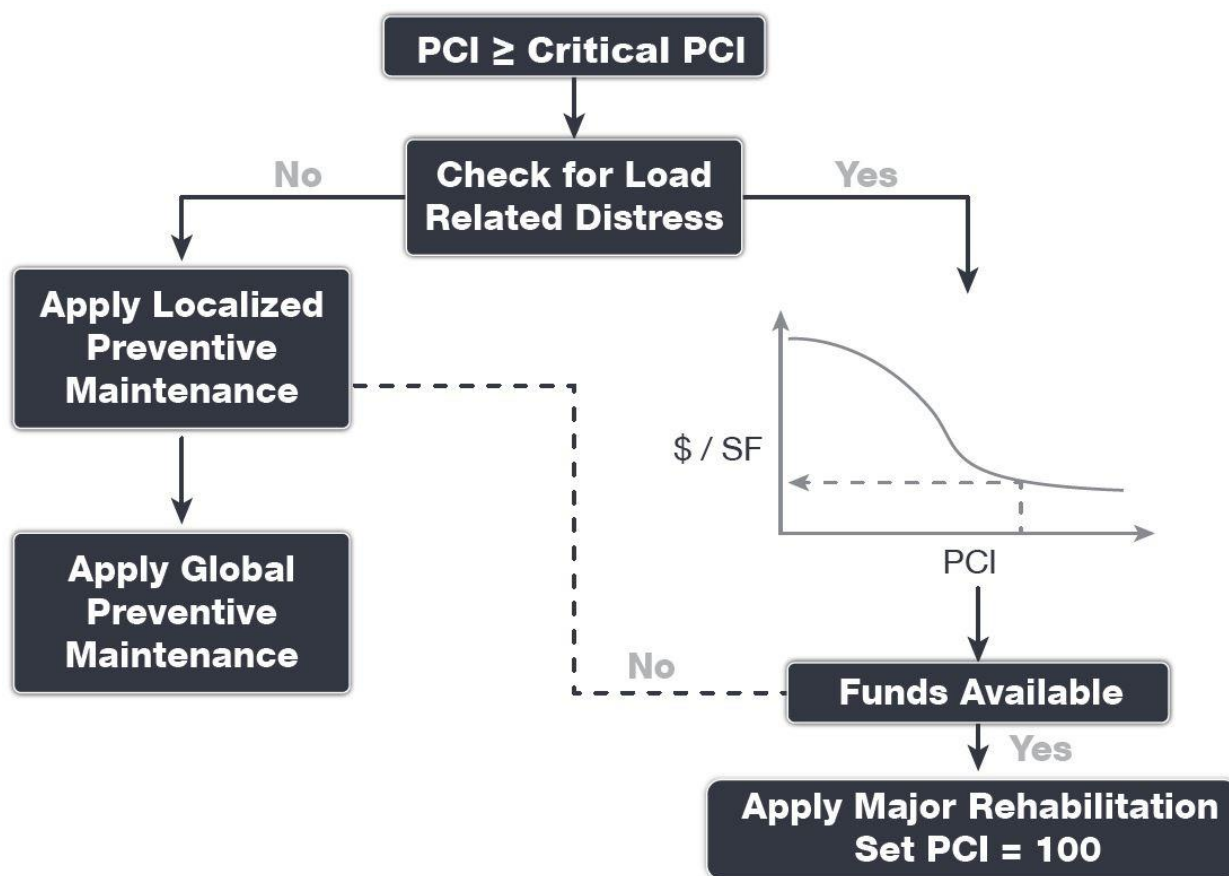 PCI ≥ Critical PCI
No
Check for Load
Related Distress
Yes
Apply Localized
Preventive
Maintenance
$ / SF
PCI
Apply Global
Preventive
Maintenance
No
Funds Available
Yes
Apply Major Rehabilitation
Set PCI = 100